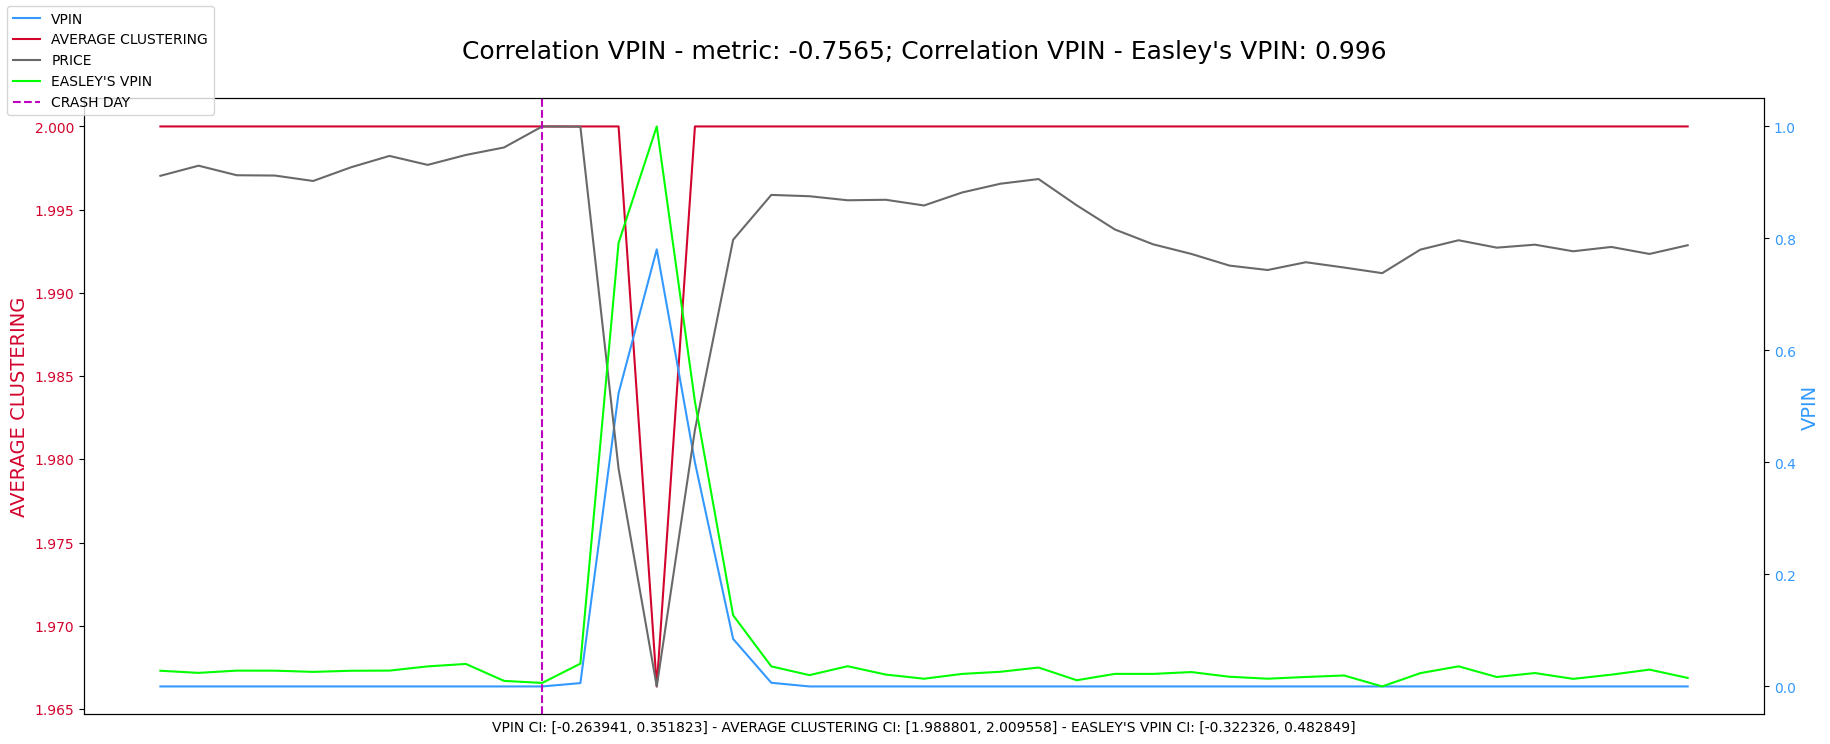 VPIN
AVERAGE CLUSTERING
PRICE
EASLEY'S VPIN
CRASH DAY
Correlation VPIN - metric: -0.7565; Correlation VPIN - Easley's VPIN: 0.996
AVERAGE CLUSTERING
2.000
1.995
1.990
1.985
1.980
1.975
1.970
1.965
1.0
0.8
0.6
0.4
0.2
0.0
VPIN
VPIN CI: [-0.263941, 0.351823] - AVERAGE CLUSTERING CI: [1.988801, 2.009558] - EASLEY'S VPIN CI: [-0.322326, 0.482849]